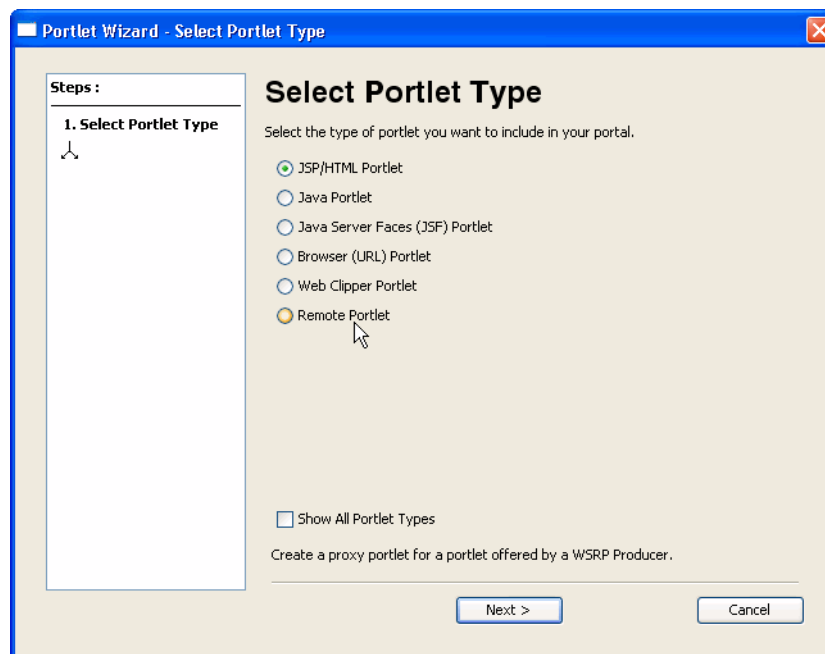 Portlet Wizard - Select Portlet Type
Steps :
1. Select Portlet Type
Select Portlet Type
Select the type of portlet you want to include in your portal.
JSP/HTML Portlet
Java Portlet
Java Server Faces (JSF) Portlet
Browser (URL) Portlet
Web Clipper Portlet
Remote Portlet
Show All Portlet Types
Create a proxy portlet for a portlet offered by a WSRP Producer.
Next >
Cancel